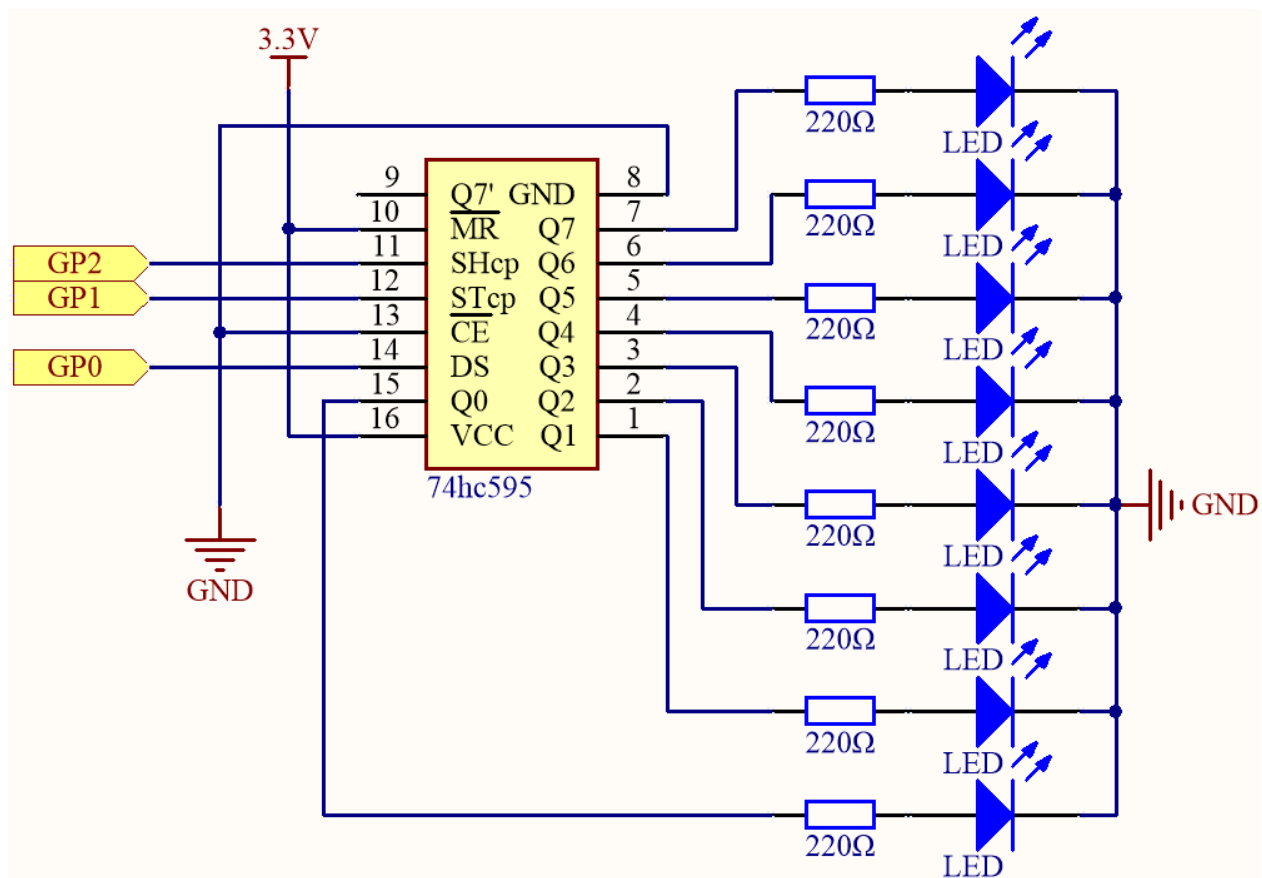 3.3V
220Ω
LED
9
Q7'
GND
8
10
MR
Q7
7
220Ω
LED
GP2
11
SHcp
Q6
6
GP1
12
STcp
Q5
5
220Ω
LED
13
CE
Q4
4
GP0
14
DS
Q3
3
15
Q0
Q2
2
220Ω
LED
16
VCC
Q1
1
74hc595
220Ω
LED
GND
GND
220Ω
LED
220Ω
LED
220Ω
LED